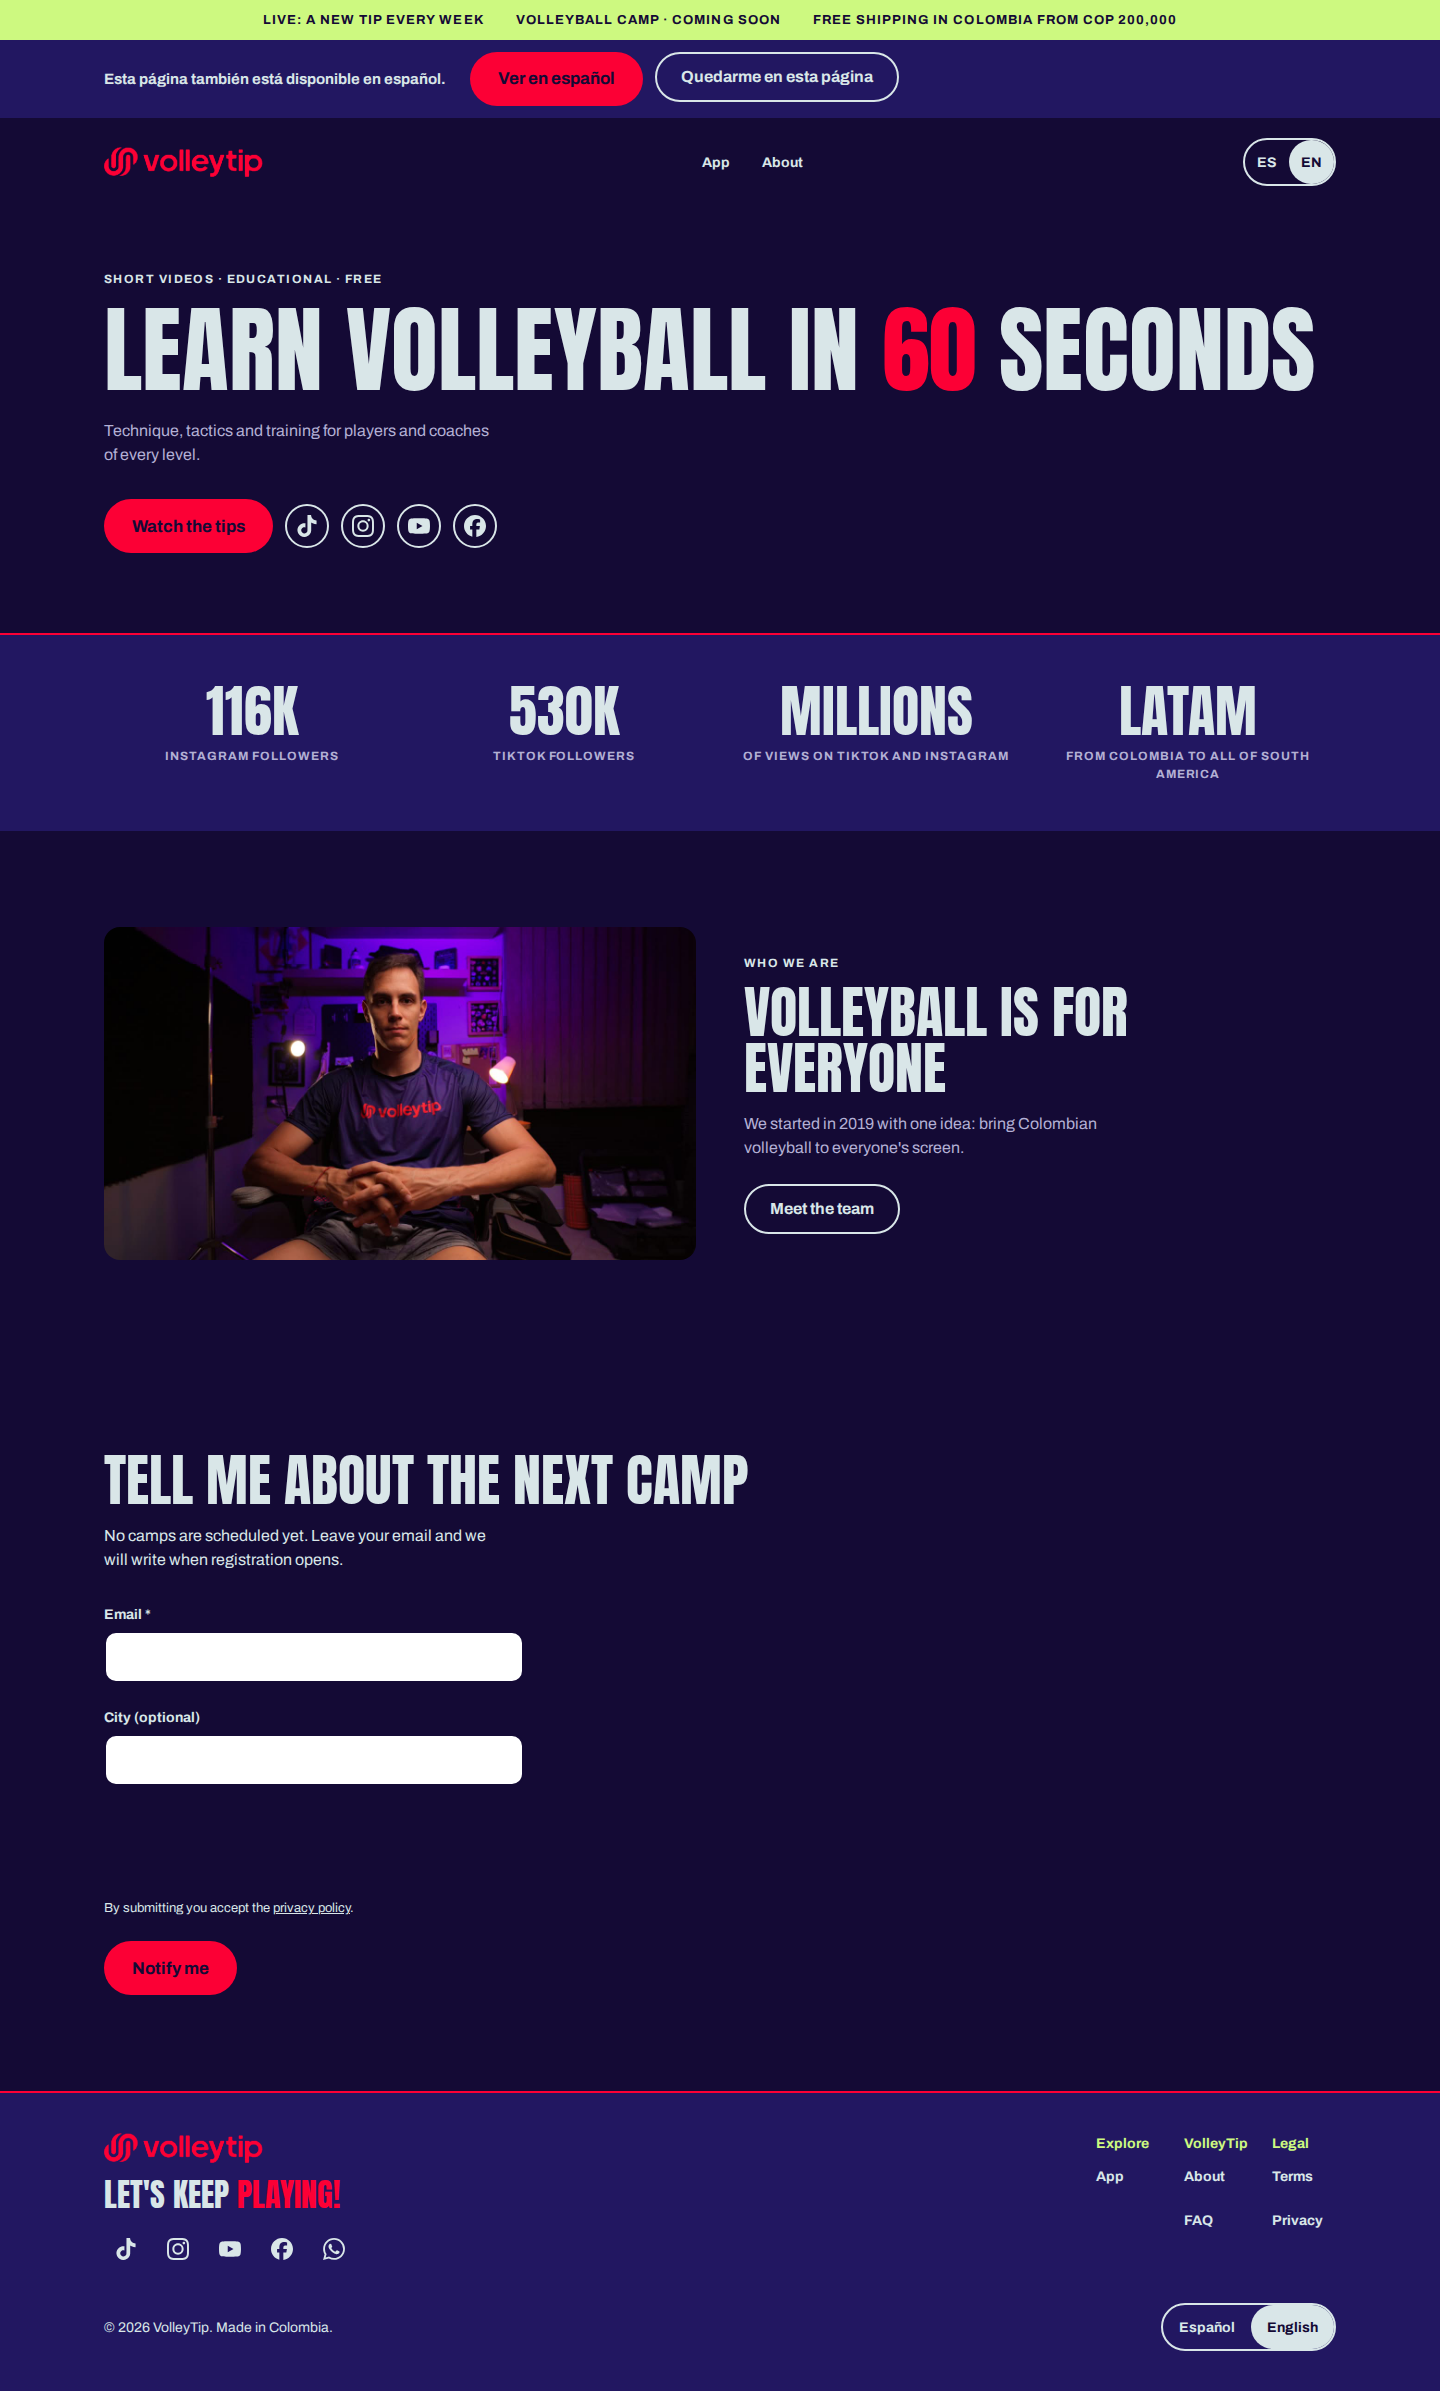 LIVE: A NEW TIP EVERY WEEK VOLLEYBALL CAMP · COMING SOON FREE SHIPPING IN COLOMBIA FROM COP 200,000
Esta página también está disponible en español. Ver en español Quedarme en esta página
volleytip App About ES EN
SHORT VIDEOS · EDUCATIONAL · FREE
LEARN VOLLEYBALL IN 60 SECONDS
Technique, tactics and training for players and coaches
of every level.
Watch the tips
116K
INSTAGRAM FOLLOWERS
530K
TIKTOK FOLLOWERS
MILLIONS
OF VIEWS ON TIKTOK AND INSTAGRAM
LATAM
FROM COLOMBIA TO ALL OF SOUTH
AMERICA
volleytip
WHO WE ARE
VOLLEYBALL IS FOR
EVERYONE
We started in 2019 with one idea: bring Colombian
volleyball to everyone's screen.
Meet the team
TELL ME ABOUT THE NEXT CAMP
No camps are scheduled yet. Leave your email and we
will write when registration opens.
Email *
City (optional)
By submitting you accept the privacy policy.
Notify me
volleytip
LET'S KEEP PLAYING!
Explore
App
VolleyTip
About
FAQ
Legal
Terms
Privacy
© 2026 VolleyTip. Made in Colombia.
Español English